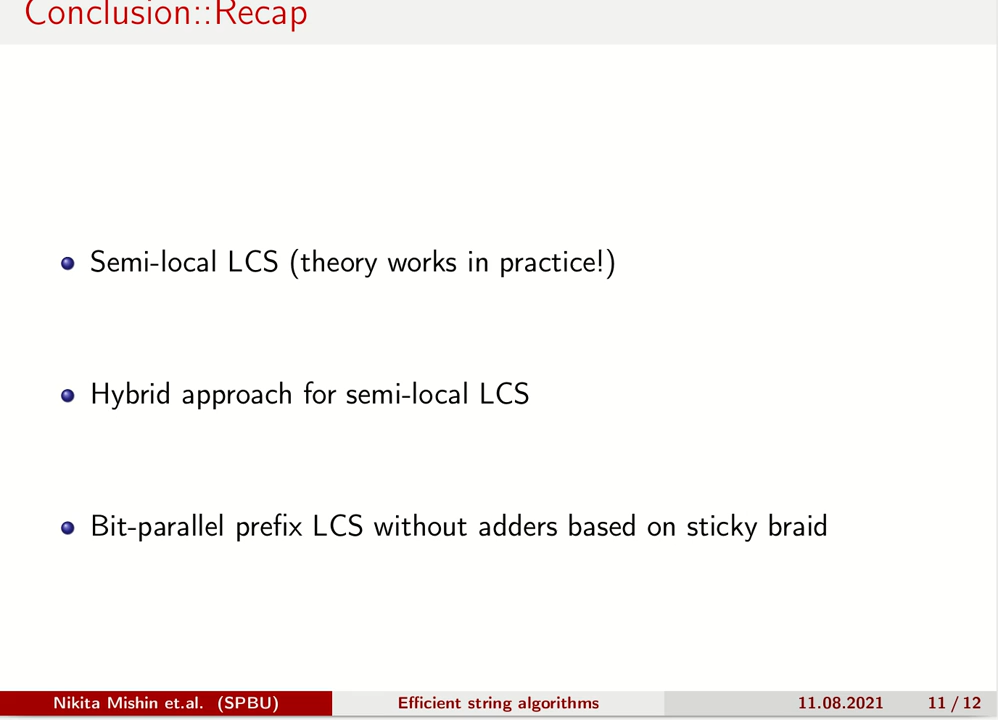 Conclusion::Recap
Semi-local LCS (theory works in practice!)
Hybrid approach for semi-local LCS
Bit-parallel prefix LCS without adders based on sticky braid
Nikita Mishin et.al. (SPBU) Efficient string algorithms 11.08.2021 11 / 12